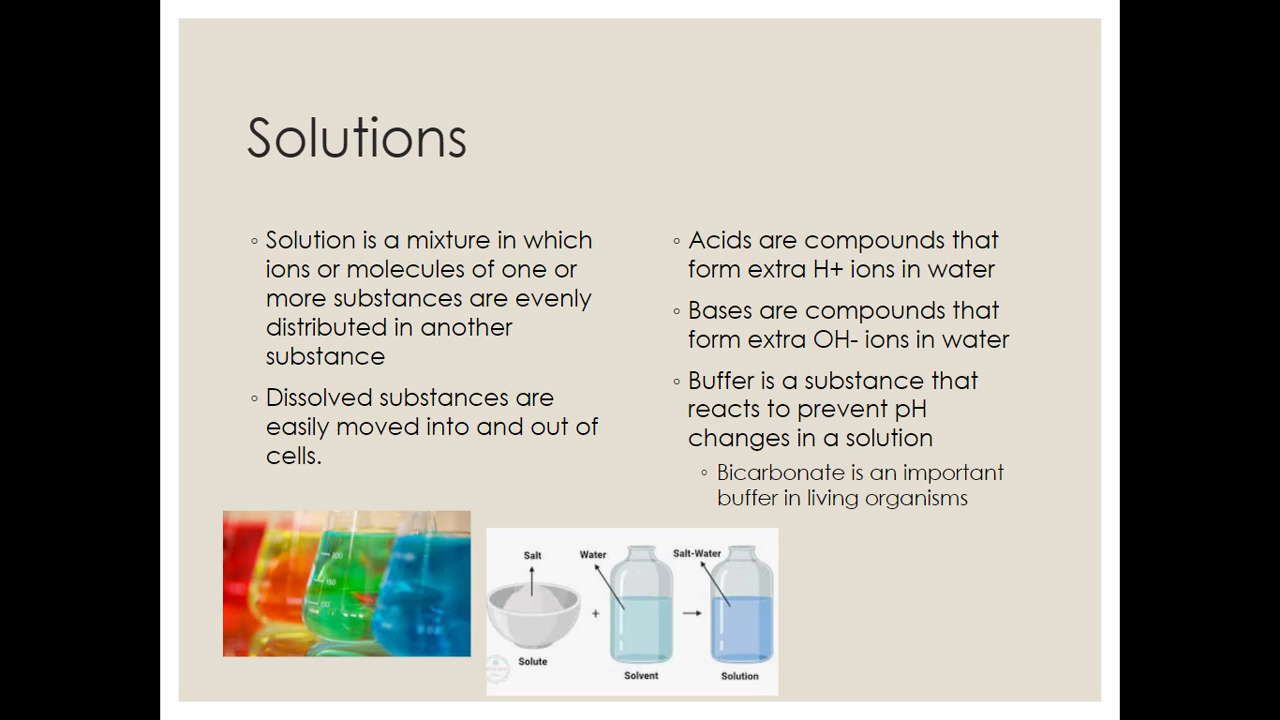 Solutions
◦ Solution is a mixture in which
ions or molecules of one or
more substances are evenly
distributed in another
substance
◦ Dissolved substances are
easily moved into and out of
cells.
◦ Acids are compounds that
form extra H+ ions in water
◦ Bases are compounds that
form extra OH- ions in water
◦ Buffer is a substance that
reacts to prevent pH
changes in a solution
◦ Bicarbonate is an important
buffer in living organisms
Salt
Water
Salt-Water
+
Solute
Solvent
Solution